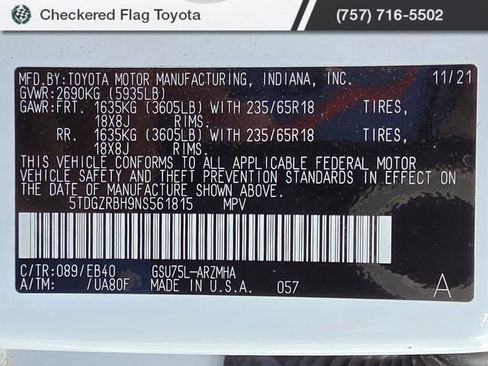 Checkered Flag Toyota
(757) 716-5502
MFD.BY:TOYOTA MOTOR MANUFACTURING, INDIANA, INC. 11/21
GVWR:2690KG (5935LB)
GAWR:FRT. 1635KG (3605LB) WITH 235/65R18 TIRES,
18X8J RIMS.
RR. 1635KG (3605LB) WITH 235/65R18 TIRES,
18X8J RIMS.
THIS VEHICLE CONFORMS TO ALL APPLICABLE FEDERAL MOTOR
VEHICLE SAFETY AND THEFT PREVENTION STANDARDS IN EFFECT ON
THE DATE OF MANUFACTURE SHOWN ABOVE.
5TDGZRBH9NS561815 MPV
C/TR:089/EB40 GSU75L-ARZMHA
A/TM: /UA80F MADE IN U.S.A. 057 A